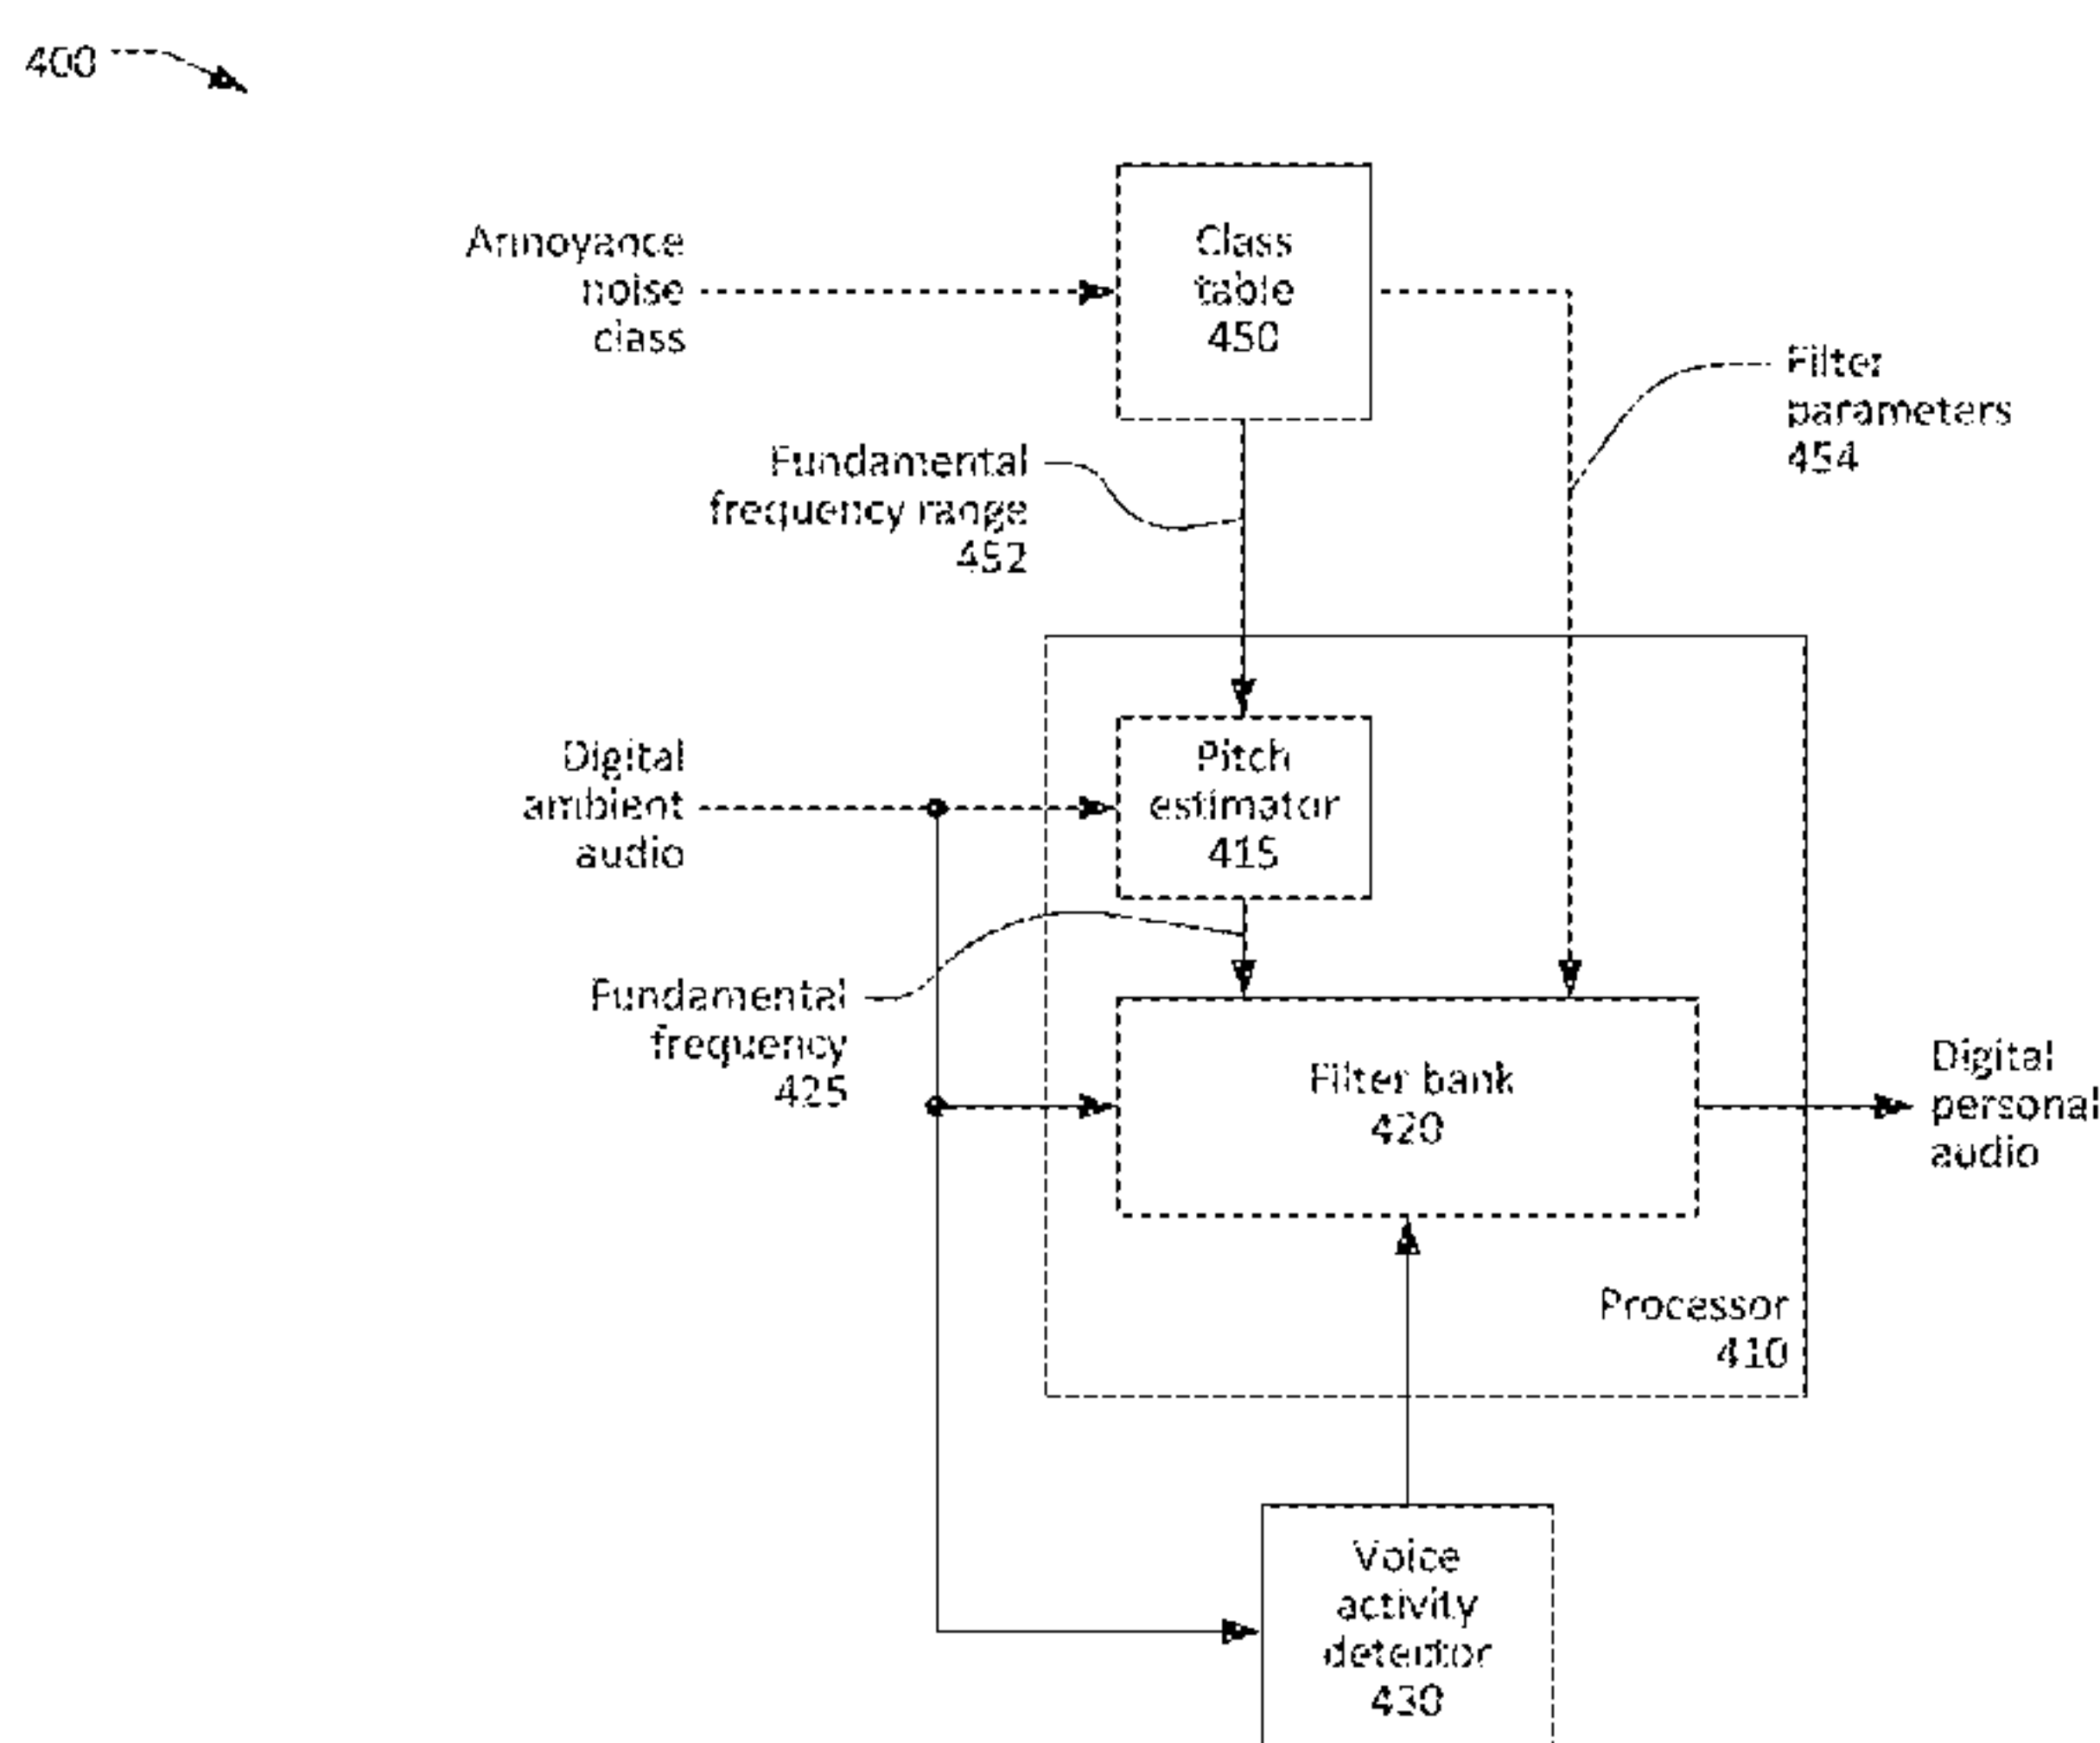 400
Annoyance
noise
class
Class
table
450
Filter
parameters
454
Fundamental
frequency range
452
Digital
ambient
audio
Pitch
estimator
415
Fundamental
frequency
425
Filter bank
420
Digital
personal
audio
Processor
410
Voice
activity
detector
430